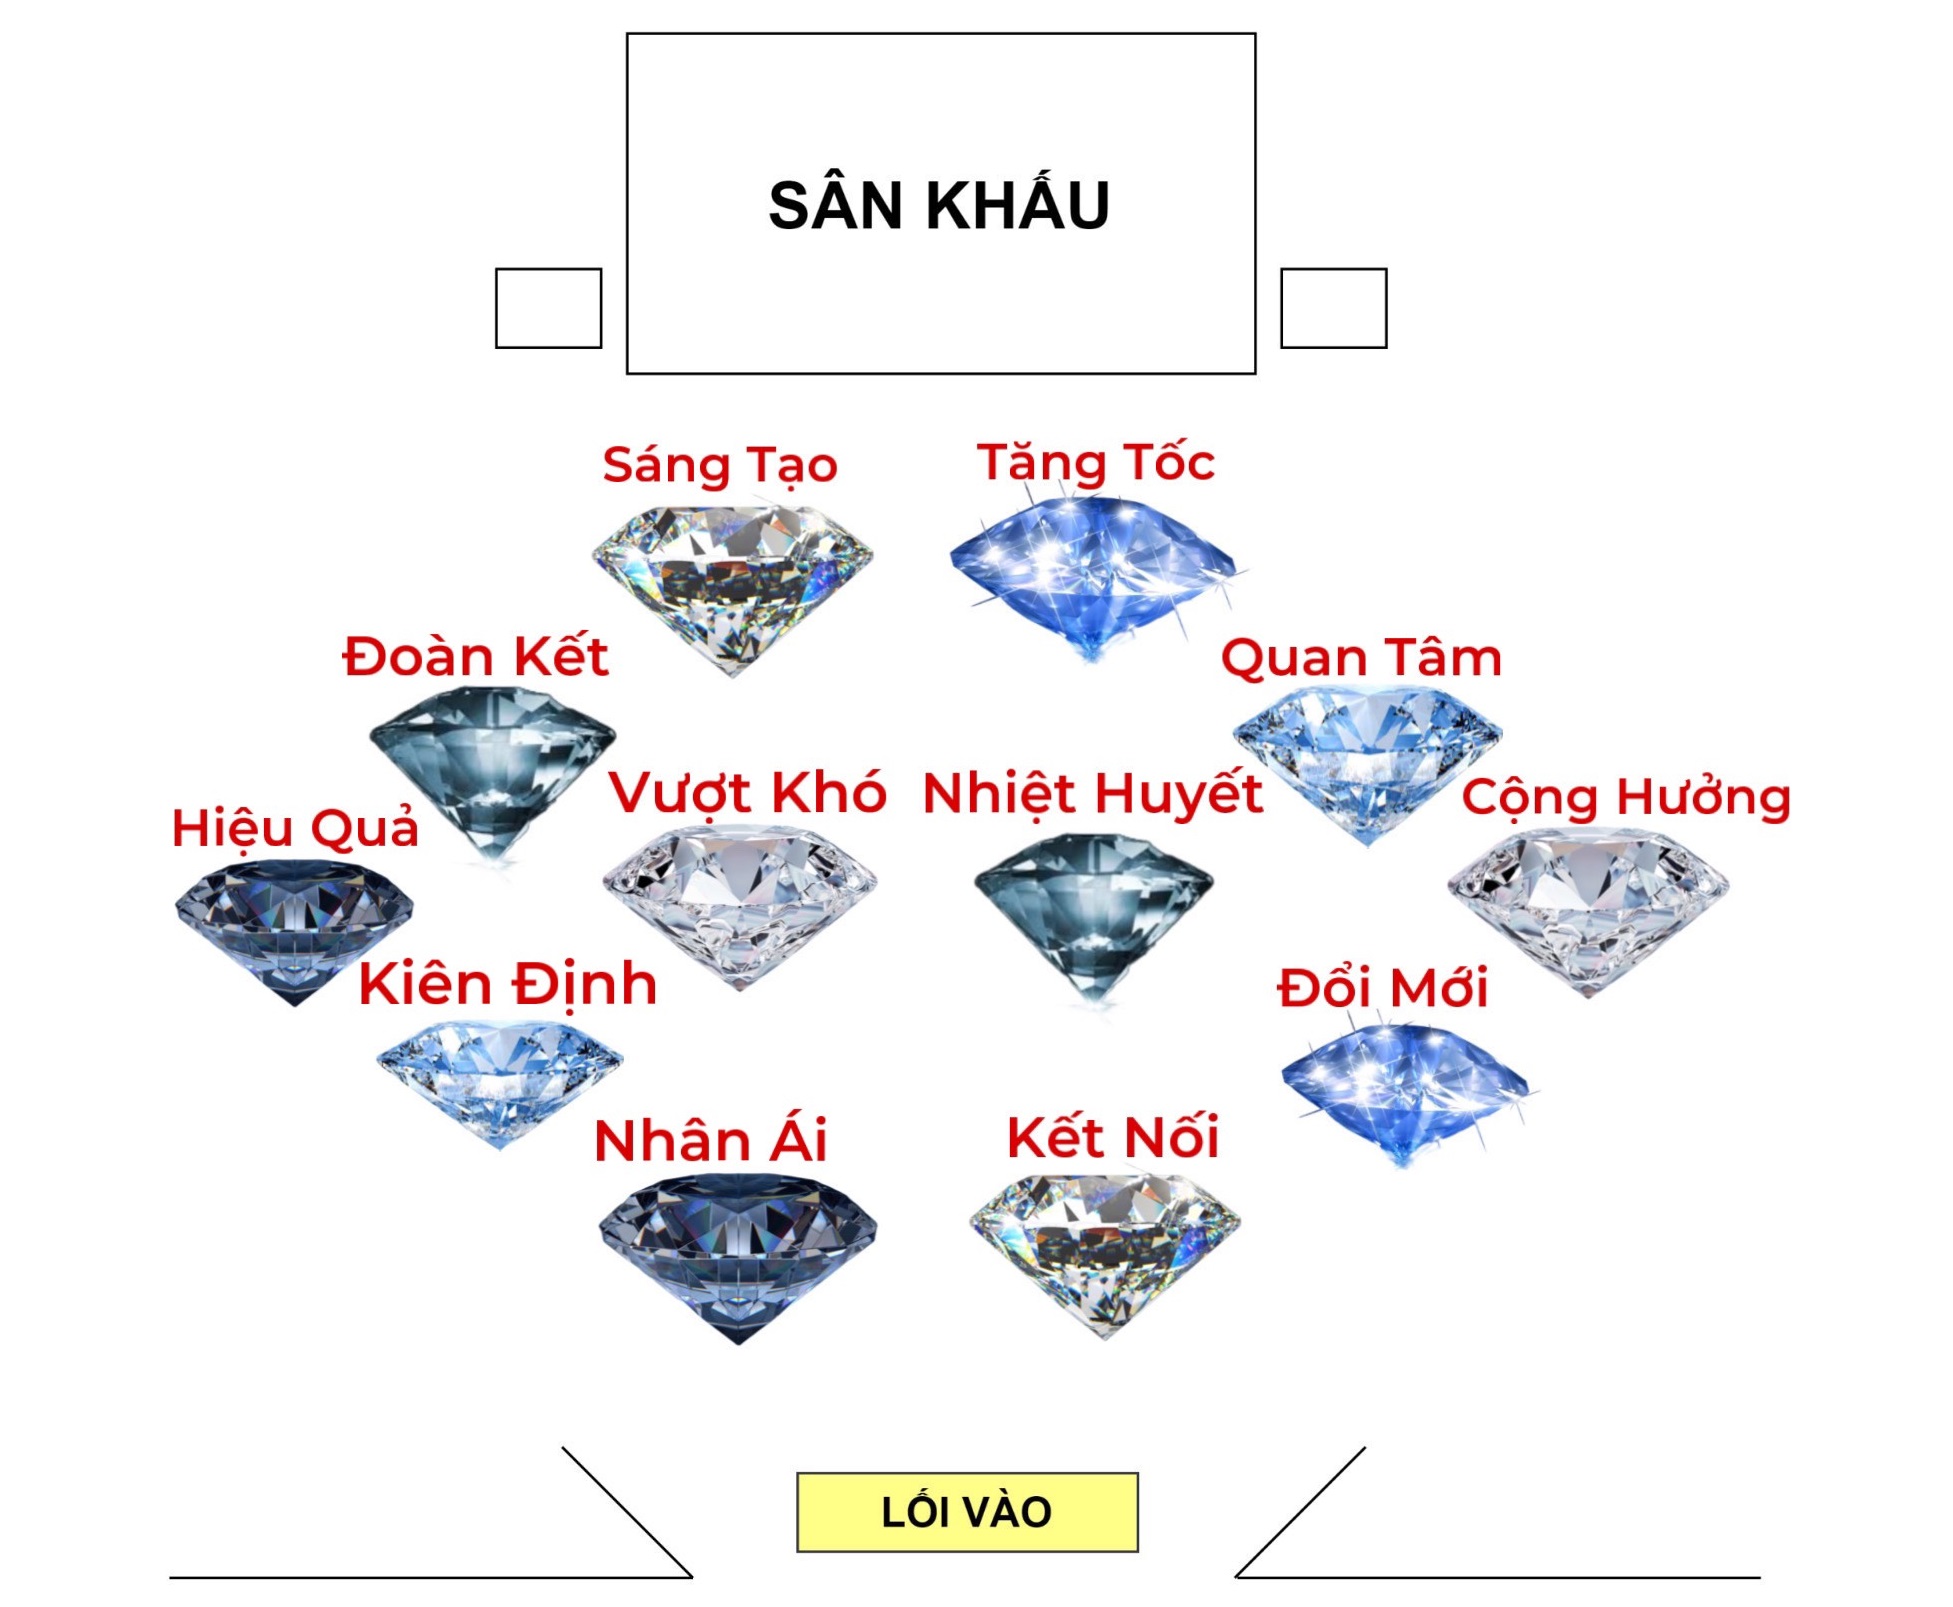 SÂN KHẤU
Sáng Tạo
Tăng Tốc
Đoàn Kết
Quan Tâm
Hiệu Quả
Vượt Khó
Nhiệt Huyết
Cộng Hưởng
Kiên Định
Đổi Mới
Nhân Ái
Kết Nối
LỐI VÀO